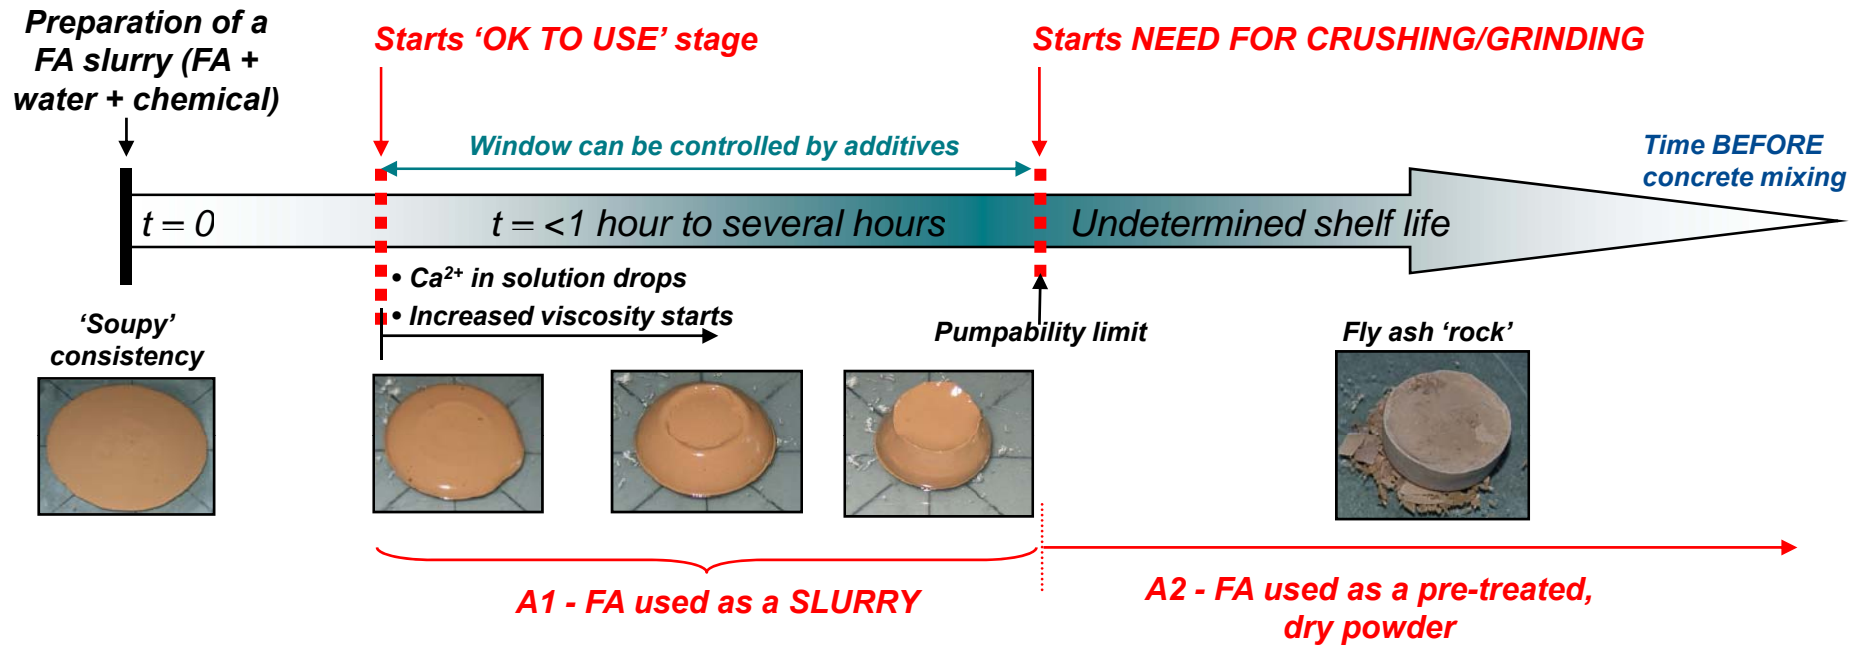 Preparation of a
FA slurry (FA +
water + chemical)
Starts ‘OK TO USE’ stage
Starts NEED FOR CRUSHING/GRINDING
Window can be controlled by additives
Time BEFORE
concrete mixing
t = 0
t = <1 hour to several hours
Undetermined shelf life
• Ca²⁺ in solution drops
• Increased viscosity starts
‘Soupy’
consistency
Pumpability limit
Fly ash ‘rock’
A1 - FA used as a SLURRY
A2 - FA used as a pre-treated,
dry powder